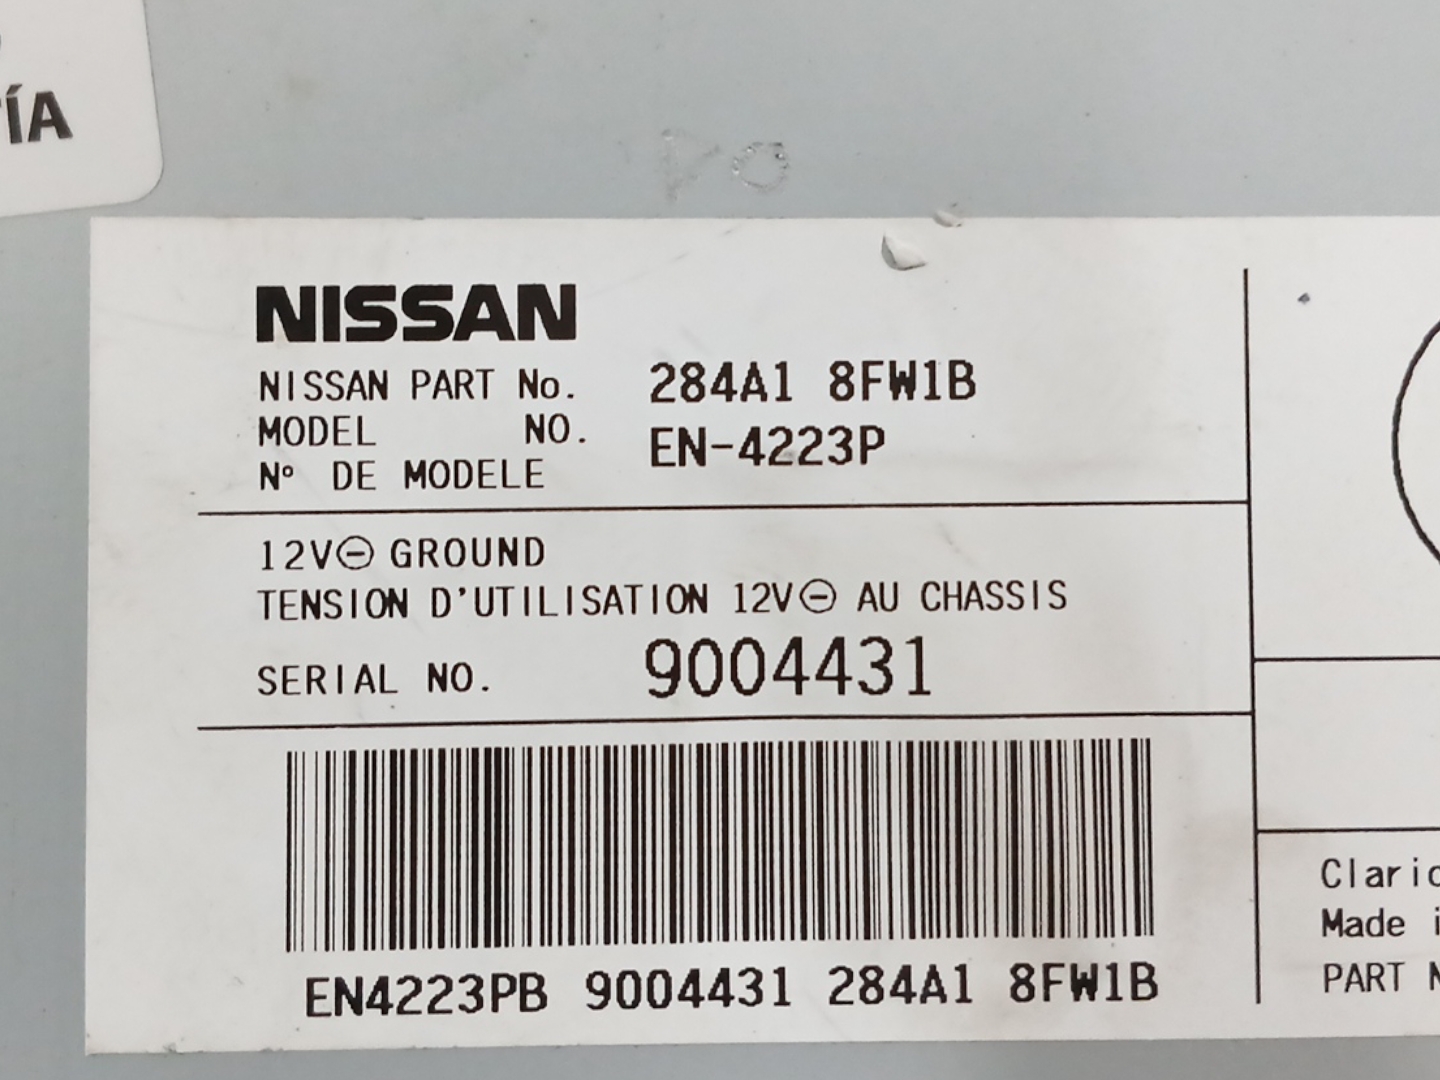 ÍA
NISSAN
NISSAN PART No. 284A1 8FW1B
MODEL NO. EN-4223P
Nº DE MODELE
12V⊖ GROUND
TENSION D'UTILISATION 12V⊖ AU CHASSIS
SERIAL NO. 9004431
EN4223PB 9004431 284A1 8FW1B
Clario
Made i
PART N